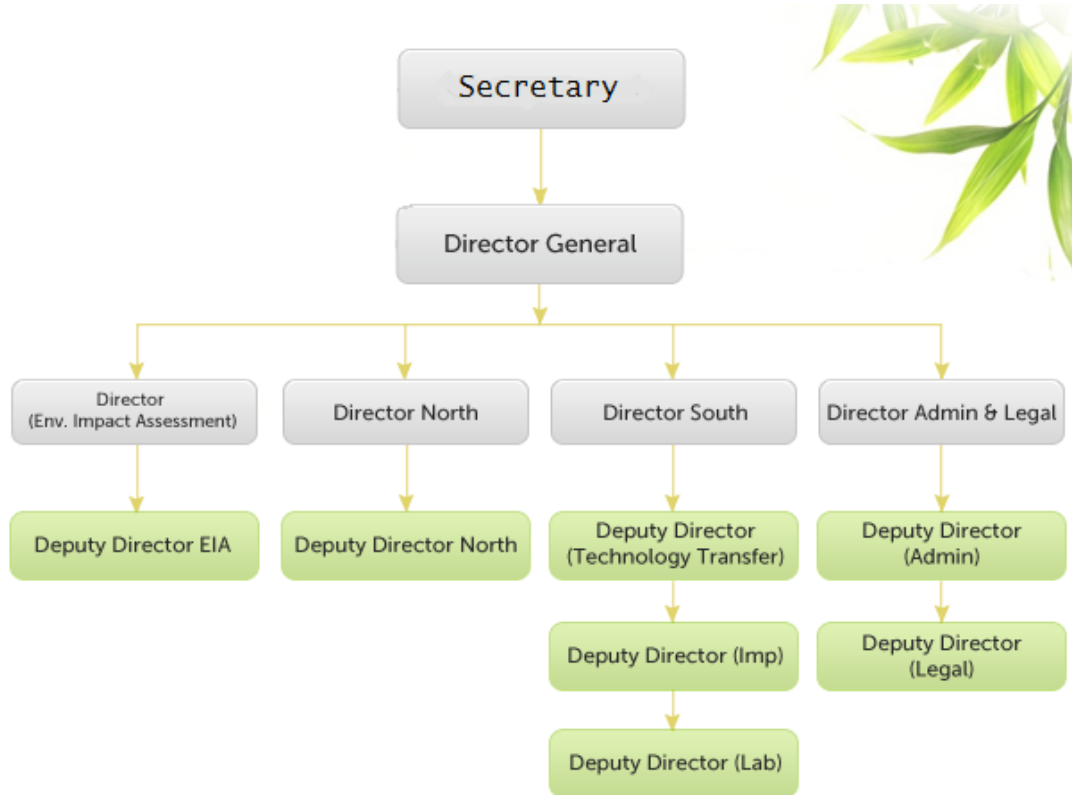 Secretary
Director General
Director
(Env. Impact Assessment)
Director North
Director South
Director Admin & Legal
Deputy Director EIA
Deputy Director North
Deputy Director
(Technology Transfer)
Deputy Director
(Admin)
Deputy Director (Imp)
Deputy Director
(Legal)
Deputy Director (Lab)